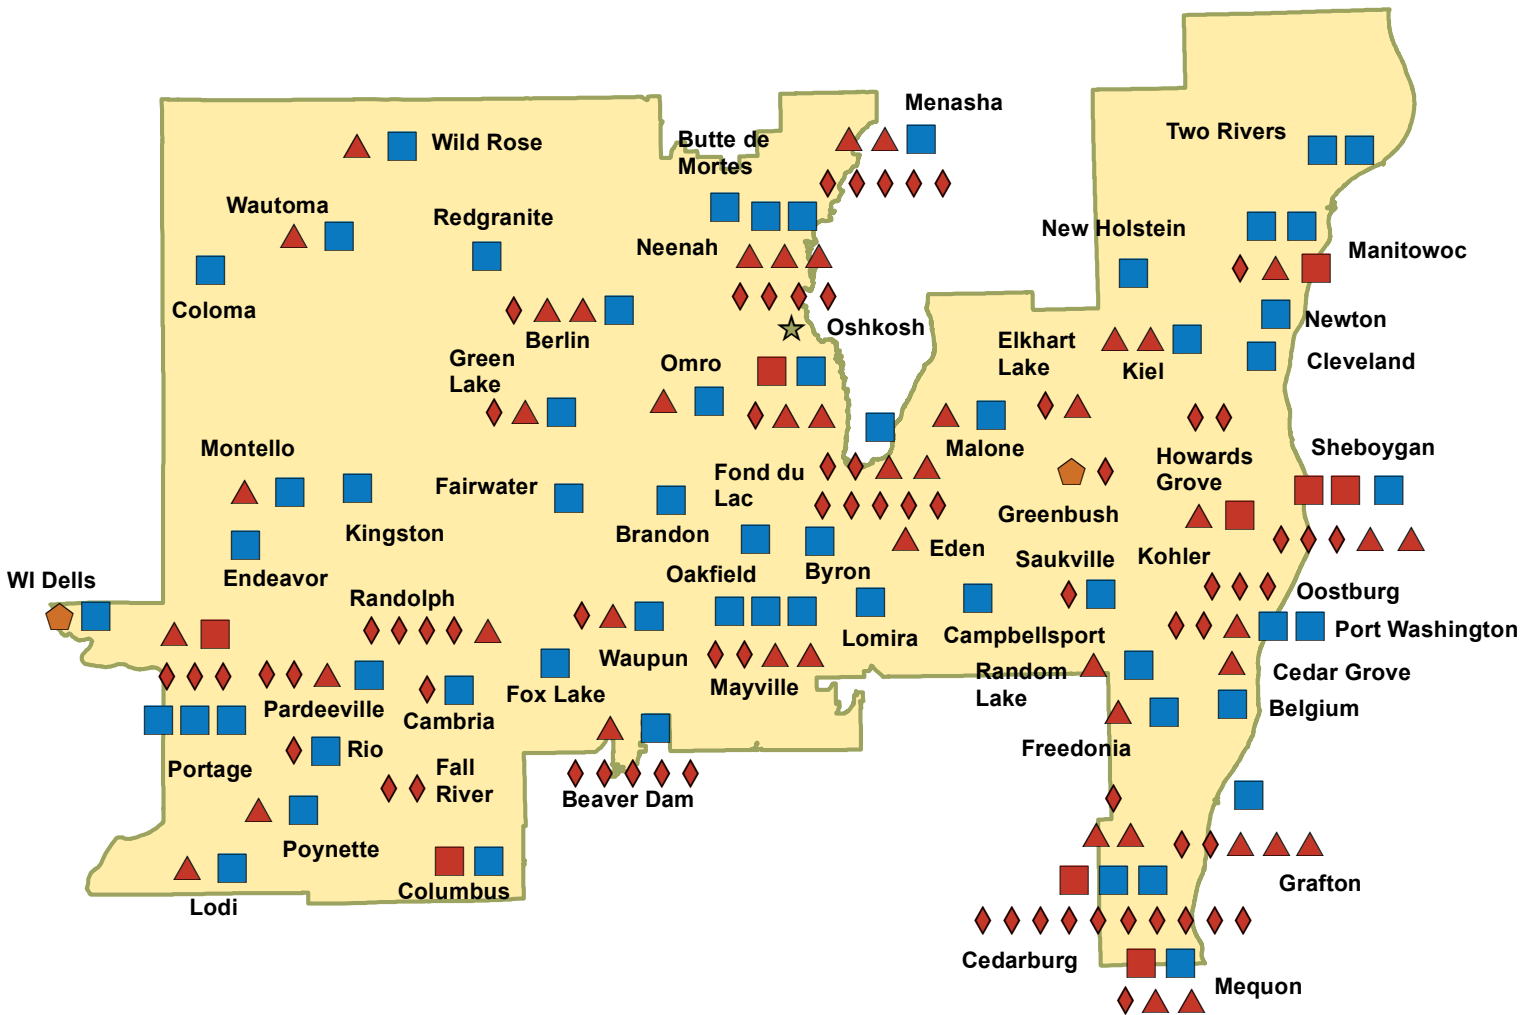 Menasha
Two Rivers
Butte de
Mortes
Wild Rose
Wautoma
Redgranite
New Holstein
Neenah
Manitowoc
Coloma
Newton
Oshkosh
Berlin
Elkhart
Lake
Green
Lake
Omro
Kiel
Cleveland
Montello
Malone
Sheboygan
Howards
Grove
Fond du
Lac
Fairwater
Greenbush
Kingston
Brandon
Eden
Kohler
Saukville
Byron
Oakfield
Endeavor
WI Dells
Oostburg
Randolph
Port Washington
Lomira
Campbellsport
Waupun
Random
Lake
Cedar Grove
Mayville
Fox Lake
Pardeeville
Cambria
Belgium
Freedonia
Rio
Portage
Fall
River
Beaver Dam
Poynette
Grafton
Columbus
Lodi
Cedarburg
Mequon